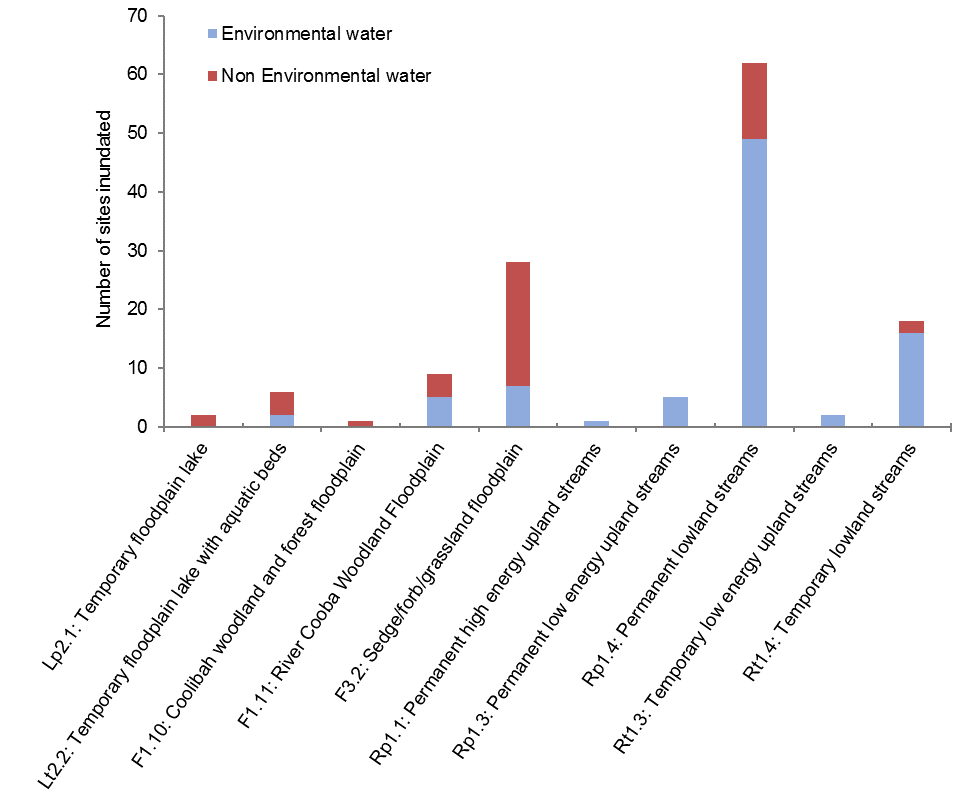 70
60
50
40
30
20
10
0
Number of sites inundated
Environmental water
Non Environmental water
Lp2.1: Temporary floodplain lake
Lt2.2: Temporary floodplain lake with aquatic beds
F1.10: Coolibah woodland and forest floodplain
F1.11: River Cooba Woodland Floodplain
F3.2: Sedge/forb/grassland floodplain
Rp1.1: Permanent high energy upland streams
Rp1.3: Permanent low energy upland streams
Rp1.4: Permanent lowland streams
Rt1.3: Temporary low energy upland streams
Rt1.4: Temporary lowland streams